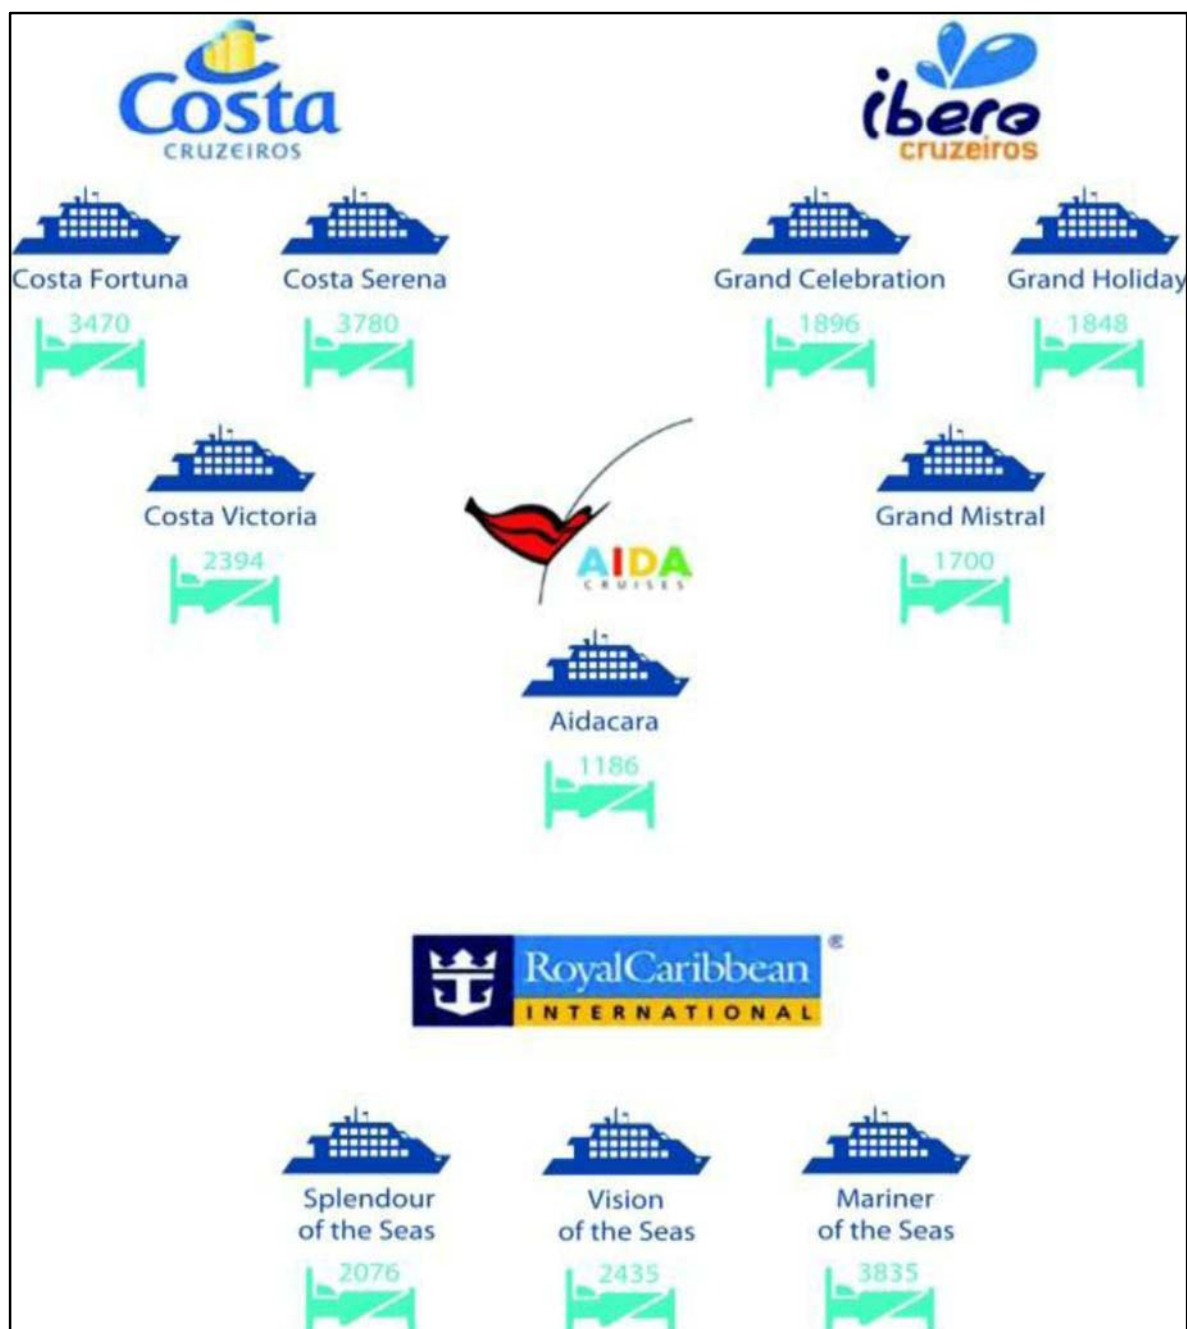 Costa
CRUZEIROS
ibero
cruzeiros
Costa Fortuna
Costa Serena
Grand Celebration
Grand Holiday
3470
3780
1896
1848
Costa Victoria
Grand Mistral
2394
1700
AIDA
CRUISES
Aidacara
1186
RoyalCaribbean
®
INTERNATIONAL
Splendour
of the Seas
Vision
of the Seas
Mariner
of the Seas
2076
2435
3835